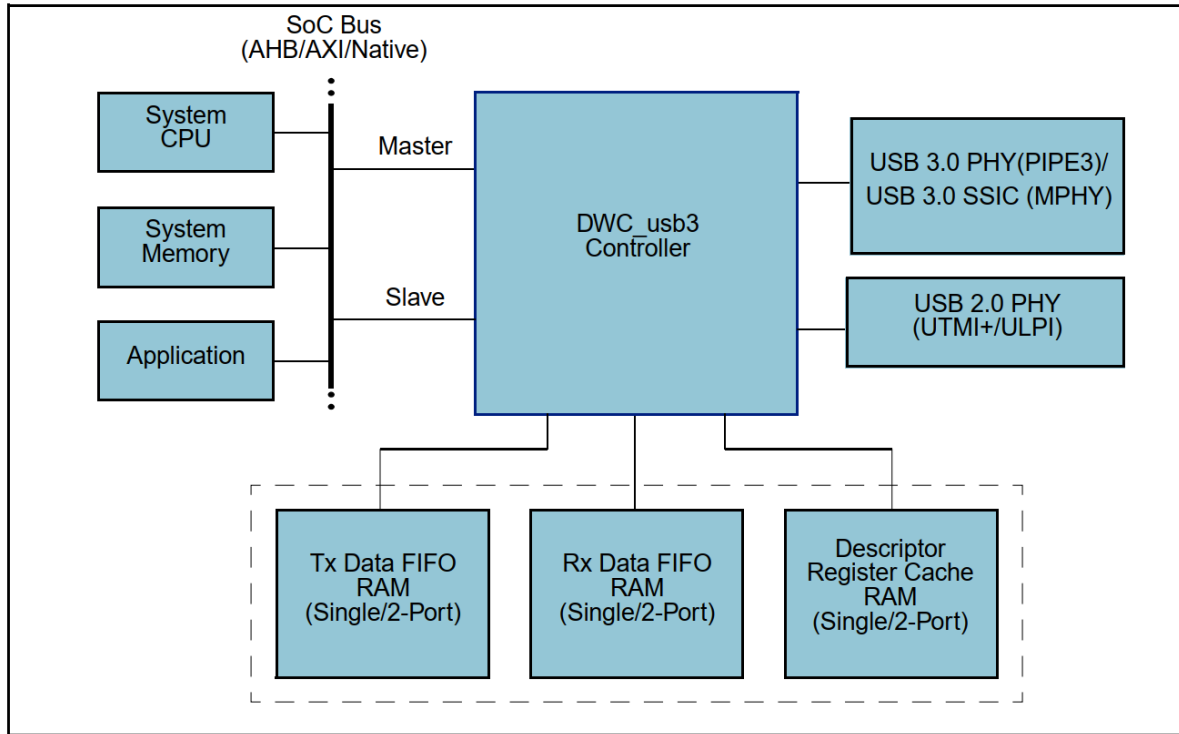 SoC Bus
(AHB/AXI/Native)
System
CPU
System
Memory
Application
Master
Slave
DWC_usb3
Controller
USB 3.0 PHY(PIPE3)/
USB 3.0 SSIC (MPHY)
USB 2.0 PHY
(UTMI+/ULPI)
Tx Data FIFO
RAM
(Single/2-Port)
Rx Data FIFO
RAM
(Single/2-Port)
Descriptor
Register Cache
RAM
(Single/2-Port)